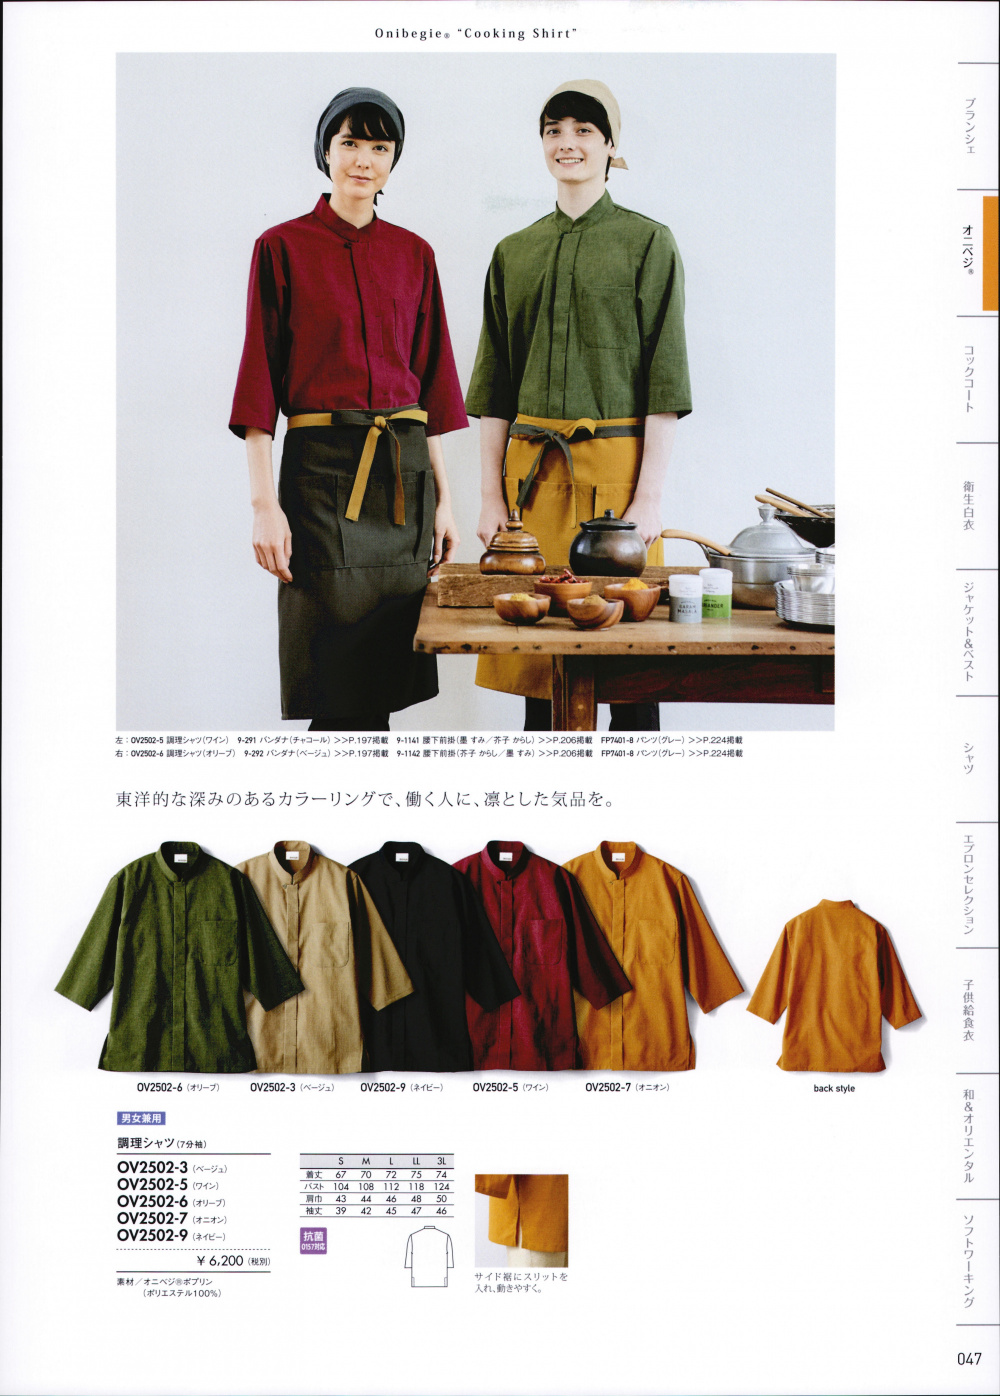 Onibegie® “Cooking Shirt”
左：OV2502-5 調理シャツ（ワイン） 9-291 バンダナ（チャコール）>>P.197掲載 9-1141 腰下前掛（墨 すみ／芥子 からし）>>P.206掲載 FP7401-8 パンツ（グレー）>>P.224掲載
右：OV2502-6 調理シャツ（オリーブ） 9-292 バンダナ（ベージュ）>>P.197掲載 9-1142 腰下前掛（芥子 からし／墨 すみ）>>P.206掲載 FP7401-8 パンツ（グレー）>>P.224掲載
東洋的な深みのあるカラーリングで、働く人に、凛とした気品を。
OV2502-6（オリーブ） OV2502-3（ベージュ） OV2502-9（ネイビー） OV2502-5（ワイン） OV2502-7（オニオン） back style
男女兼用
調理シャツ（7分袖）
OV2502-3（ベージュ）
OV2502-5（ワイン）
OV2502-6（オリーブ）
OV2502-7（オニオン）
OV2502-9（ネイビー）
¥6,200（税別）
素材／オニベジ®ポプリン
（ポリエステル100%）
S M L LL 3L
着丈 67 70 72 75 74
バスト 104 108 112 118 124
肩巾 43 44 46 48 50
袖丈 39 42 45 47 46
抗菌
O157対応
サイド裾にスリットを
入れ、動きやすく。
ブランシェ
オニベジ®
コックコート
衛生白衣
ジャケット&ベスト
シャツ
エプロンセレクション
子供給食衣
和&オリエンタル
ソフトワーキング
047